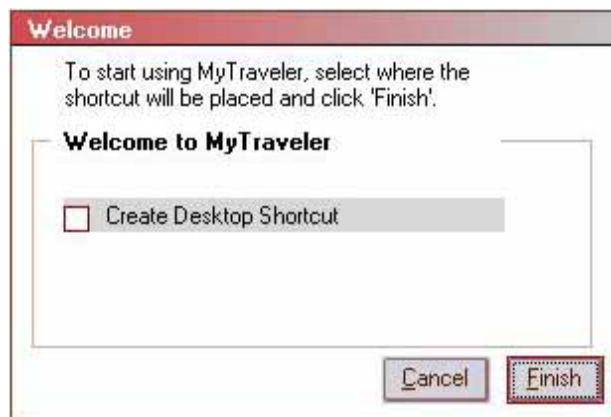 Welcome
To start using MyTraveler, select where the
shortcut will be placed and click 'Finish'.
Welcome to MyTraveler
Create Desktop Shortcut
Cancel
Finish